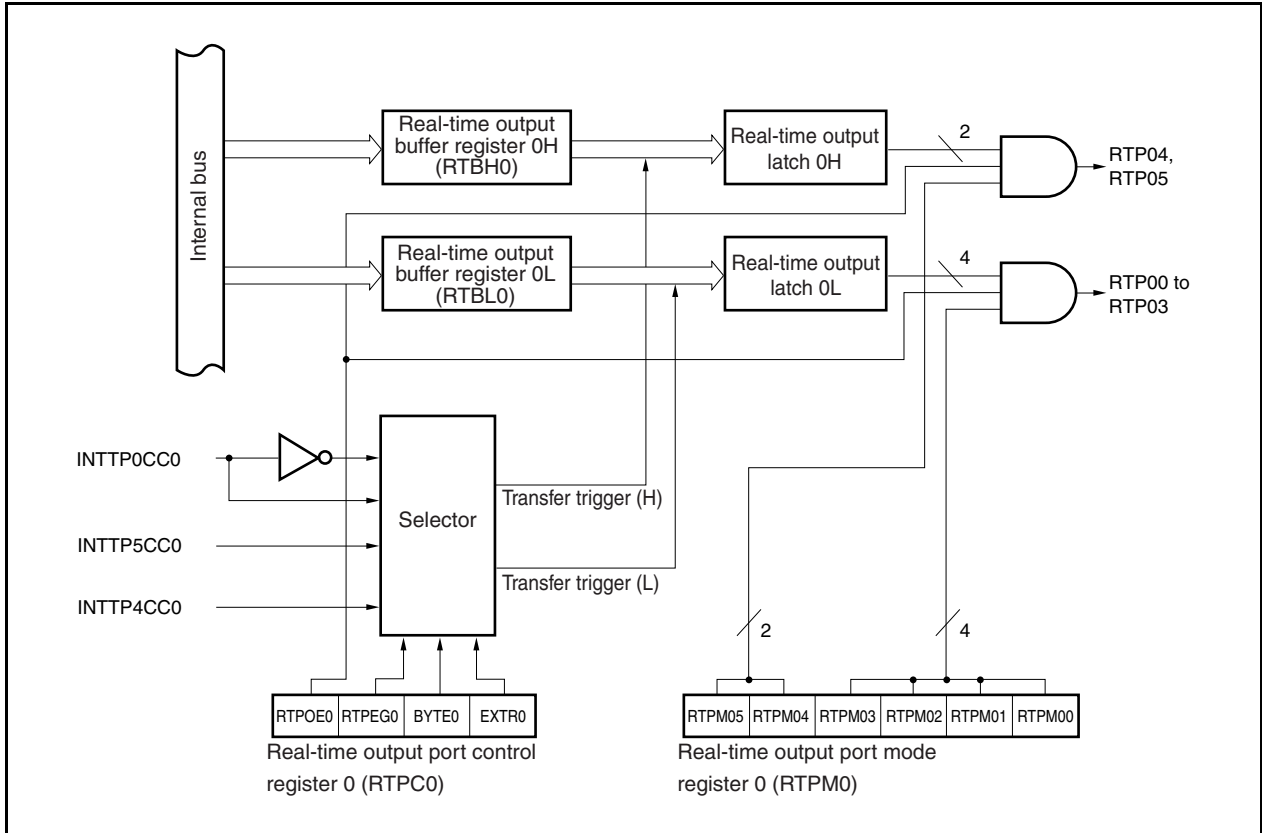 Internal bus
Real-time output
buffer register 0H
(RTBH0)
Real-time output
latch 0H
2
RTP04,
RTP05
Real-time output
buffer register 0L
(RTBL0)
Real-time output
latch 0L
4
RTP00 to
RTP03
INTTP0CC0
INTTP5CC0
INTTP4CC0
Selector
Transfer trigger (H)
Transfer trigger (L)
2
4
RTPOE0 RTPEG0 BYTE0 EXTR0
Real-time output port control
register 0 (RTPC0)
RTPM05 RTPM04 RTPM03 RTPM02 RTPM01 RTPM00
Real-time output port mode
register 0 (RTPM0)